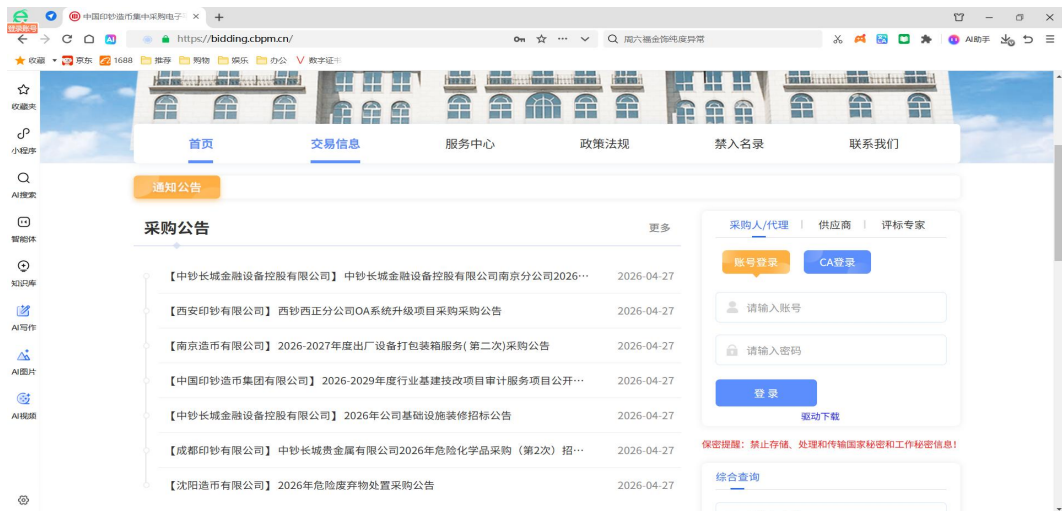 登录账号
中国印钞造币集中采购电子
https://bidding.cbpm.cn/
周六福金饰纯度异常
AI助手
收藏 京东 1688 推荐 购物 娱乐 办公 数字证书
收藏夹
小程序
AI搜索
智能体
知识库
AI写作
AI图片
AI视频
首页 交易信息 服务中心 政策法规 禁入名录 联系我们
通知公告
采购公告 更多
【中钞长城金融设备控股有限公司】 中钞长城金融设备控股有限公司南京分公司2026··· 2026-04-27
【西安印钞有限公司】 西钞西正分公司OA系统升级项目采购采购公告 2026-04-27
【南京造币有限公司】 2026-2027年度出厂设备打包装箱服务( 第二次)采购公告 2026-04-27
【中国印钞造币集团有限公司】 2026-2029年度行业基建技改项目审计服务项目公开··· 2026-04-27
【中钞长城金融设备控股有限公司】 2026年公司基础设施装修招标公告 2026-04-27
【成都印钞有限公司】 中钞长城贵金属有限公司2026年危险化学品采购（第2次）招··· 2026-04-27
【沈阳造币有限公司】 2026年危险废弃物处置采购公告 2026-04-27
采购人/代理 供应商 评标专家
账号登录 CA登录
请输入账号
请输入密码
登 录
驱动下载
保密提醒：禁止存储、处理和传输国家秘密和工作秘密信息!
综合查询